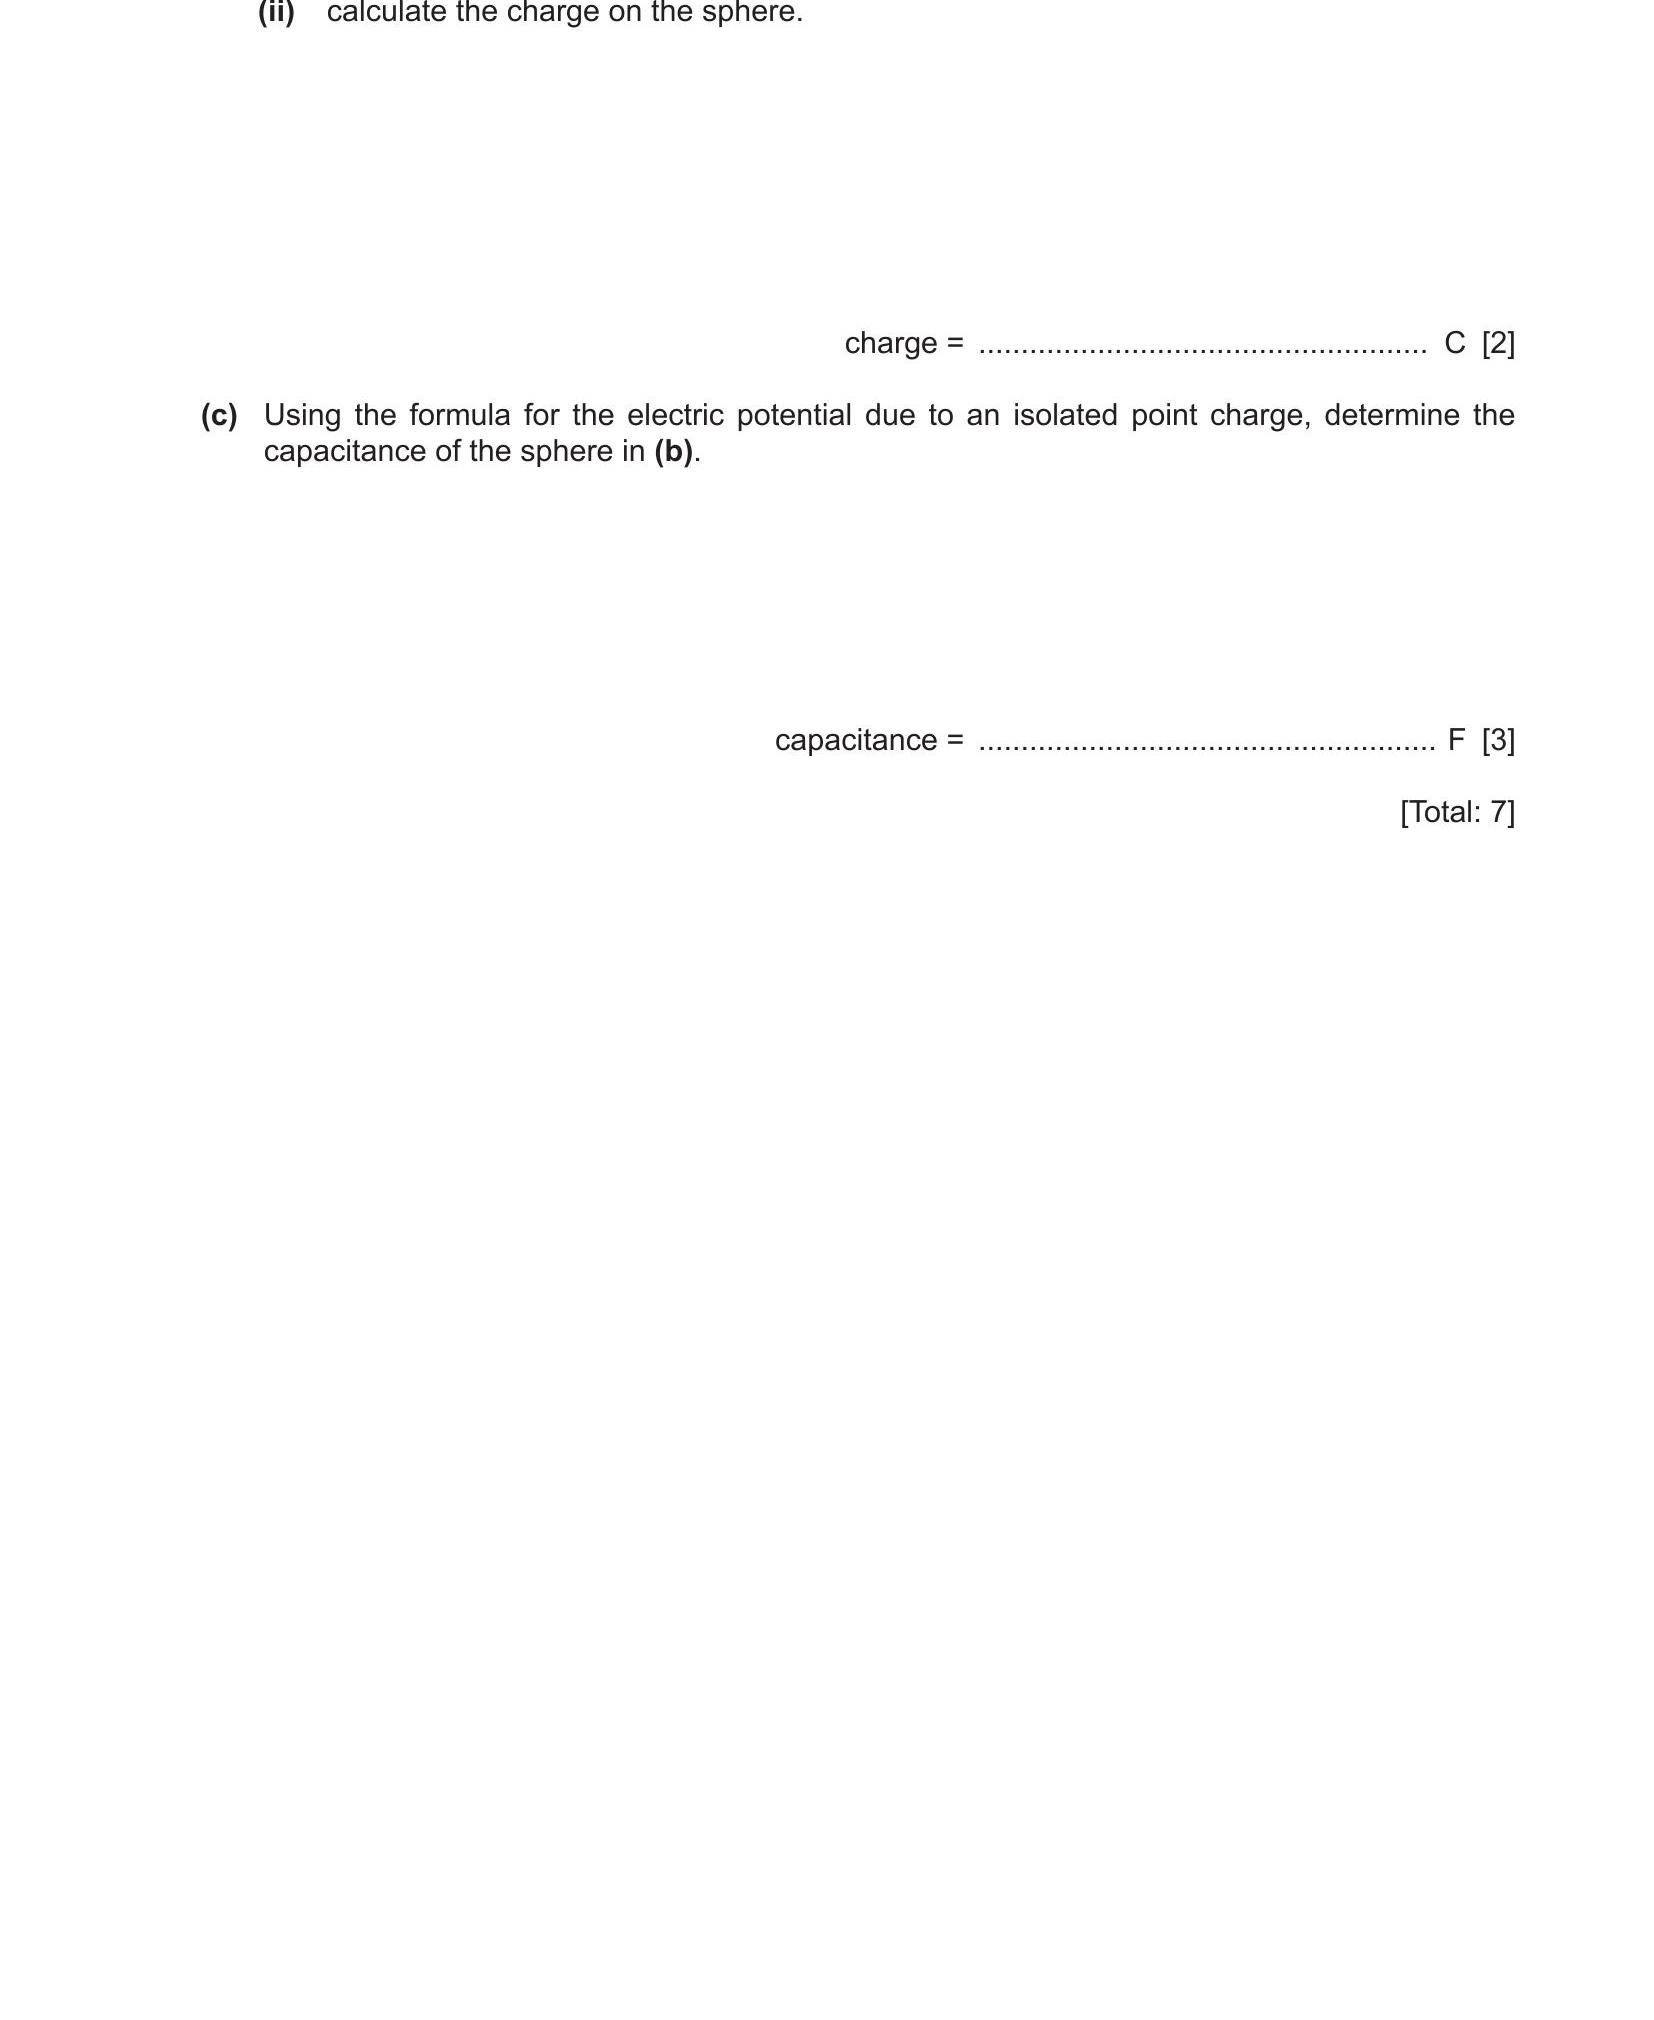 (ii) calculate the charge on the sphere.
charge = ..................................................... C [2]
(c) Using the formula for the electric potential due to an isolated point charge, determine the
capacitance of the sphere in (b).
capacitance = ...................................................... F [3]
[Total: 7]